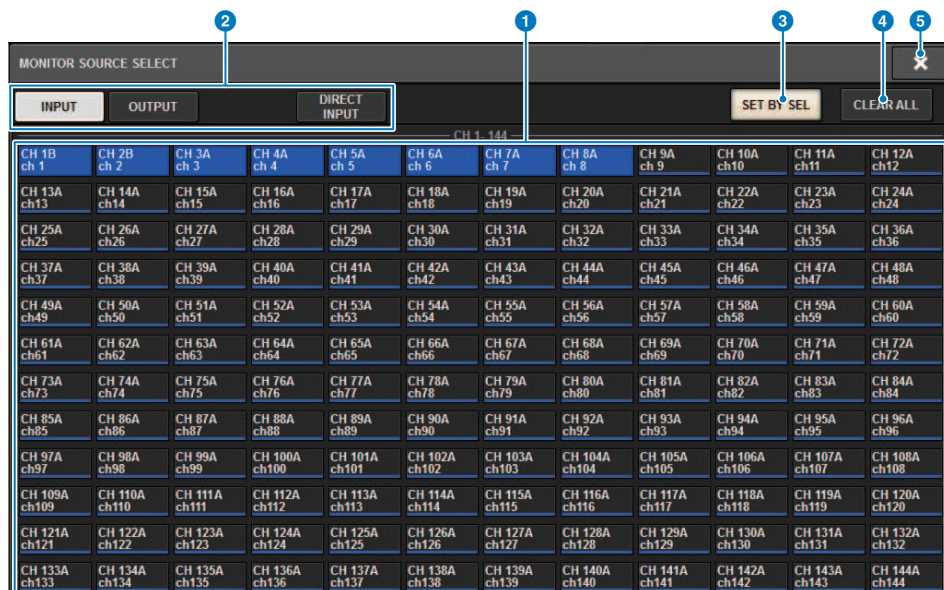 2 1 3 4 5
MONITOR SOURCE SELECT
INPUT OUTPUT DIRECT INPUT SET BY SEL CLEAR ALL
CH 1- 144
CH 1B CH 2B CH 3A CH 4A CH 5A CH 6A CH 7A CH 8A CH 9A CH 10A CH 11A CH 12A
ch 1 ch 2 ch 3 ch 4 ch 5 ch 6 ch 7 ch 8 ch 9 ch10 ch11 ch12
CH 13A CH 14A CH 15A CH 16A CH 17A CH 18A CH 19A CH 20A CH 21A CH 22A CH 23A CH 24A
ch13 ch14 ch15 ch16 ch17 ch18 ch19 ch20 ch21 ch22 ch23 ch24
CH 25A CH 26A CH 27A CH 28A CH 29A CH 30A CH 31A CH 32A CH 33A CH 34A CH 35A CH 36A
ch25 ch26 ch27 ch28 ch29 ch30 ch31 ch32 ch33 ch34 ch35 ch36
CH 37A CH 38A CH 39A CH 40A CH 41A CH 42A CH 43A CH 44A CH 45A CH 46A CH 47A CH 48A
ch37 ch38 ch39 ch40 ch41 ch42 ch43 ch44 ch45 ch46 ch47 ch48
CH 49A CH 50A CH 51A CH 52A CH 53A CH 54A CH 55A CH 56A CH 57A CH 58A CH 59A CH 60A
ch49 ch50 ch51 ch52 ch53 ch54 ch55 ch56 ch57 ch58 ch59 ch60
CH 61A CH 62A CH 63A CH 64A CH 65A CH 66A CH 67A CH 68A CH 69A CH 70A CH 71A CH 72A
ch61 ch62 ch63 ch64 ch65 ch66 ch67 ch68 ch69 ch70 ch71 ch72
CH 73A CH 74A CH 75A CH 76A CH 77A CH 78A CH 79A CH 80A CH 81A CH 82A CH 83A CH 84A
ch73 ch74 ch75 ch76 ch77 ch78 ch79 ch80 ch81 ch82 ch83 ch84
CH 85A CH 86A CH 87A CH 88A CH 89A CH 90A CH 91A CH 92A CH 93A CH 94A CH 95A CH 96A
ch85 ch86 ch87 ch88 ch89 ch90 ch91 ch92 ch93 ch94 ch95 ch96
CH 97A CH 98A CH 99A CH 100A CH 101A CH 102A CH 103A CH 104A CH 105A CH 106A CH 107A CH 108A
ch97 ch98 ch99 ch100 ch101 ch102 ch103 ch104 ch105 ch106 ch107 ch108
CH 109A CH 110A CH 111A CH 112A CH 113A CH 114A CH 115A CH 116A CH 117A CH 118A CH 119A CH 120A
ch109 ch110 ch111 ch112 ch113 ch114 ch115 ch116 ch117 ch118 ch119 ch120
CH 121A CH 122A CH 123A CH 124A CH 125A CH 126A CH 127A CH 128A CH 129A CH 130A CH 131A CH 132A
ch121 ch122 ch123 ch124 ch125 ch126 ch127 ch128 ch129 ch130 ch131 ch132
CH 133A CH 134A CH 135A CH 136A CH 137A CH 138A CH 139A CH 140A CH 141A CH 142A CH 143A CH 144A
ch133 ch134 ch135 ch136 ch137 ch138 ch139 ch140 ch141 ch142 ch143 ch144